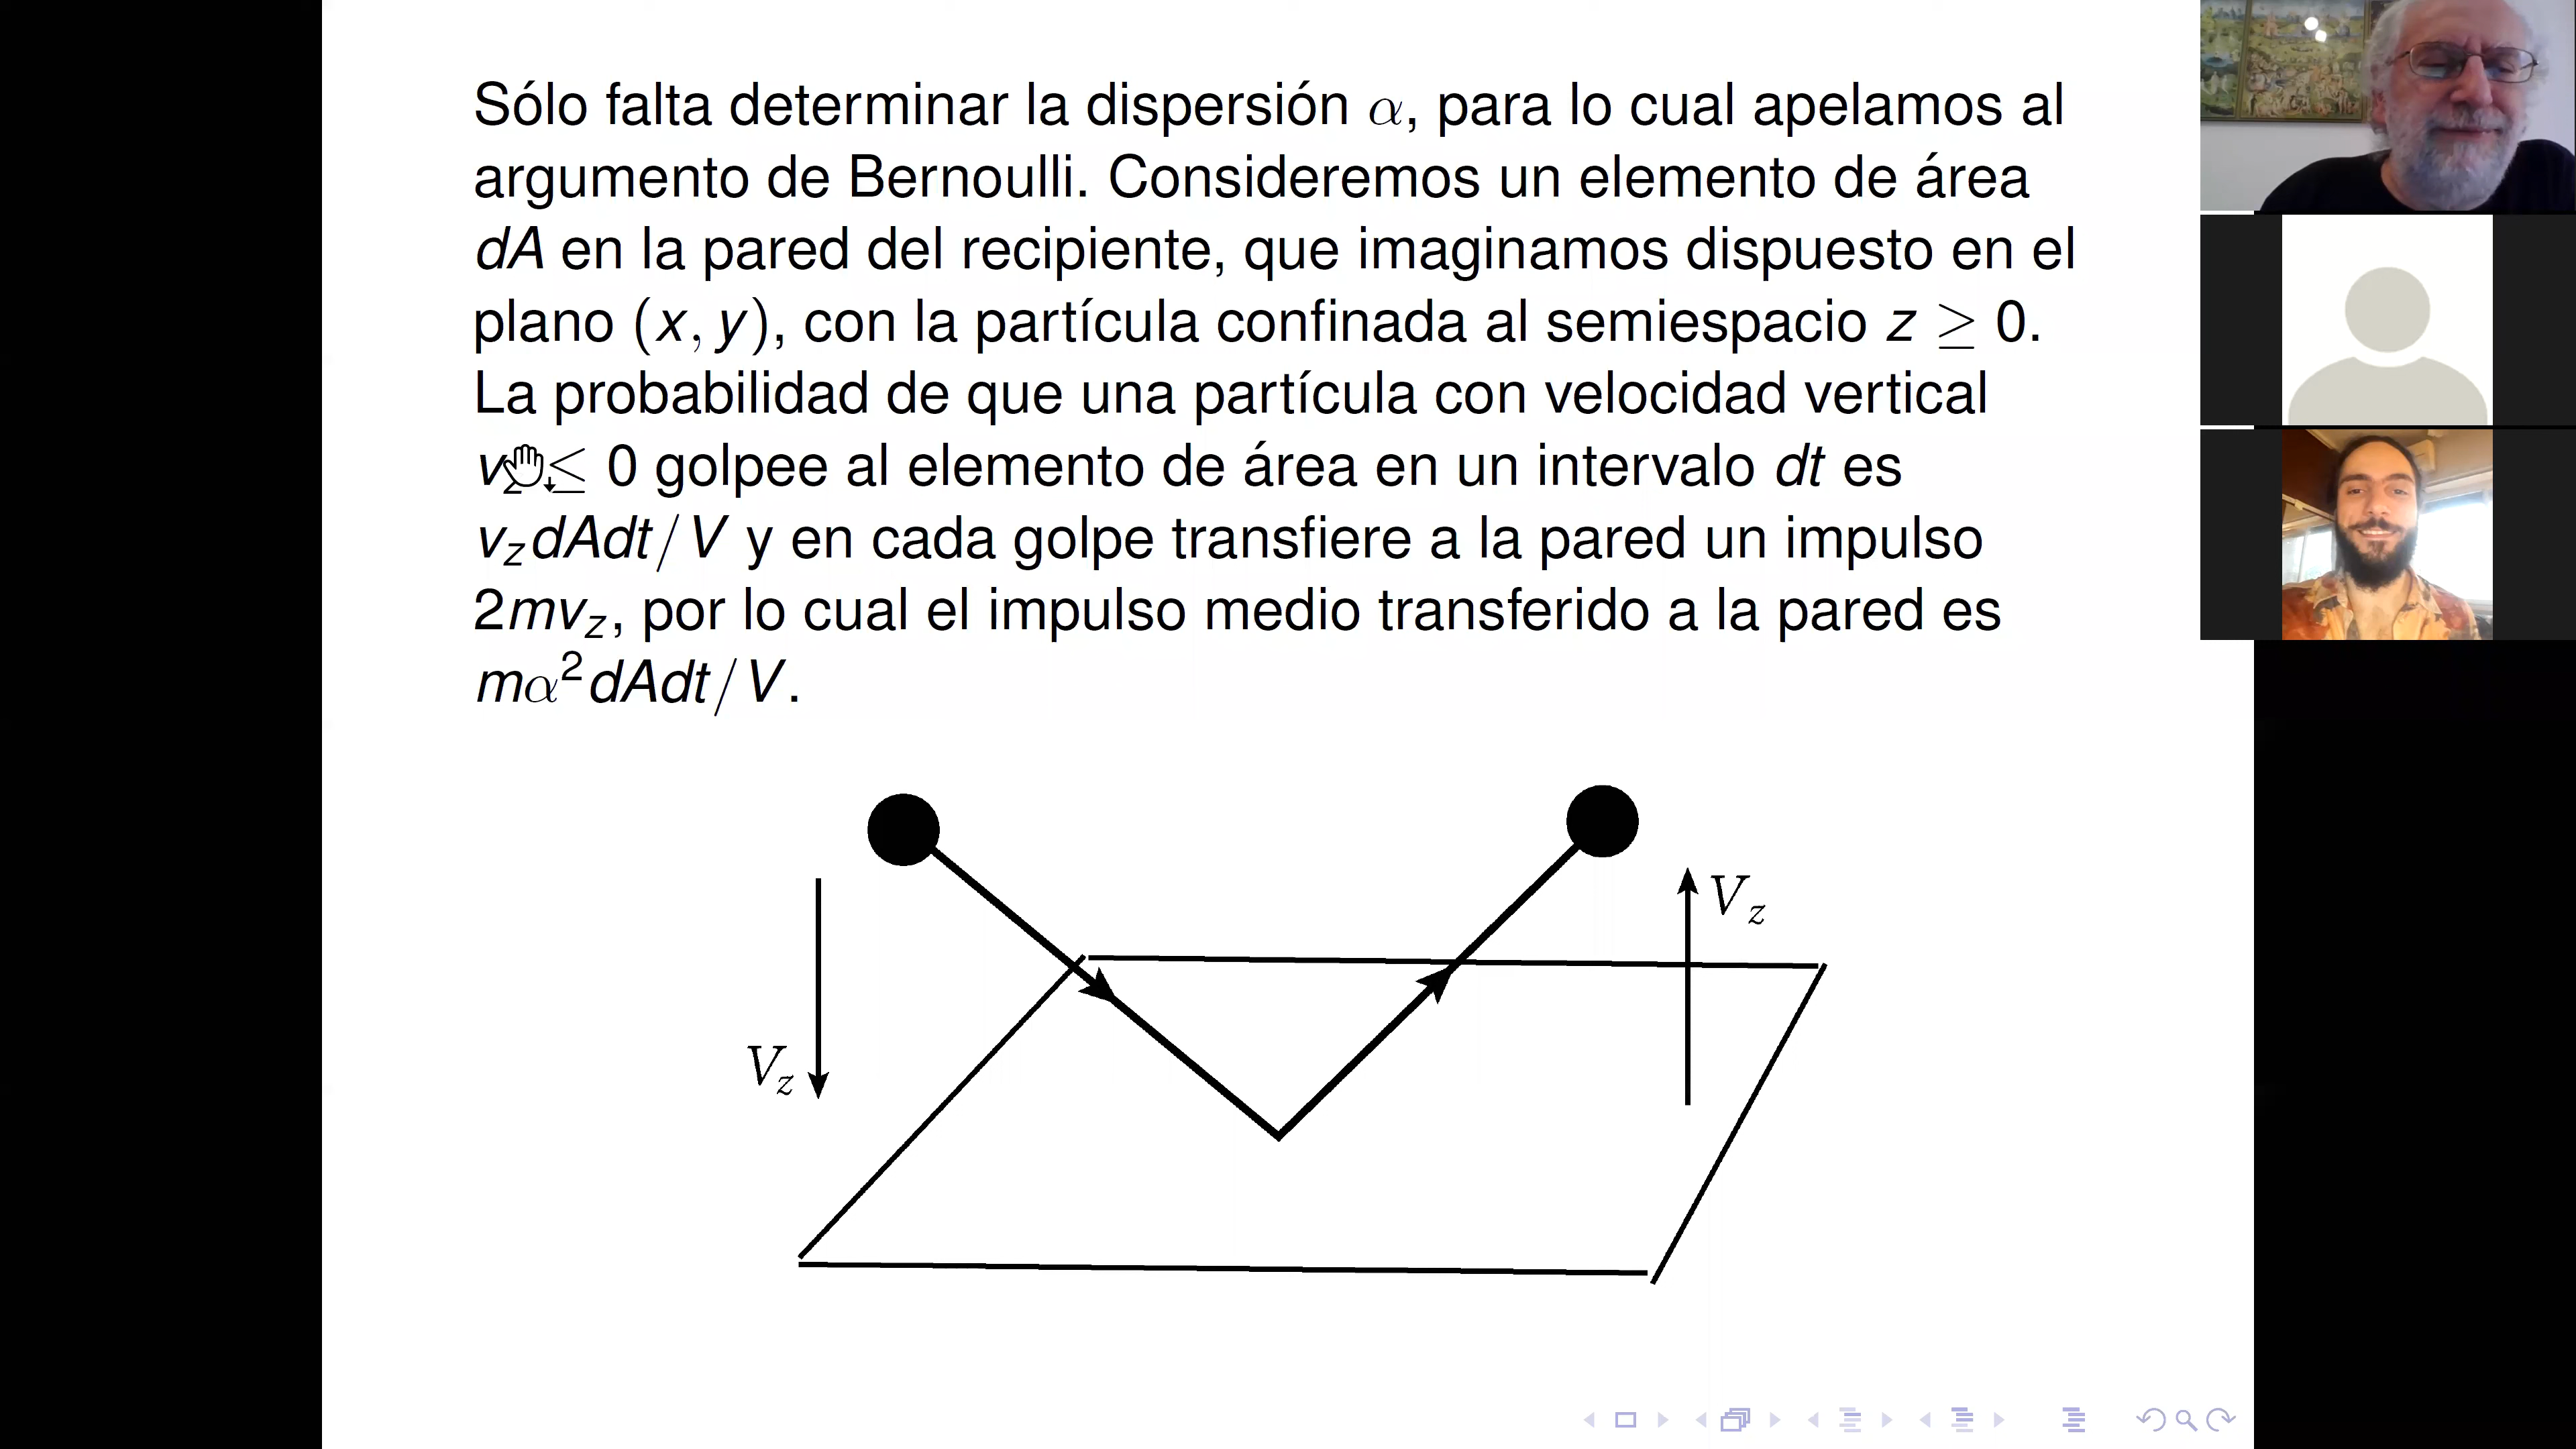 Sólo falta determinar la dispersión α, para lo cual apelamos al
argumento de Bernoulli. Consideremos un elemento de área
dA en la pared del recipiente, que imaginamos dispuesto en el
plano (x, y), con la partícula confinada al semiespacio z ≥ 0.
La probabilidad de que una partícula con velocidad vertical
v_z ≤ 0 golpee al elemento de área en un intervalo dt es
v_z dAdt/V y en cada golpe transfiere a la pared un impulso
2mv_z, por lo cual el impulso medio transferido a la pared es
mα² dAdt/V.
V_z
V_z